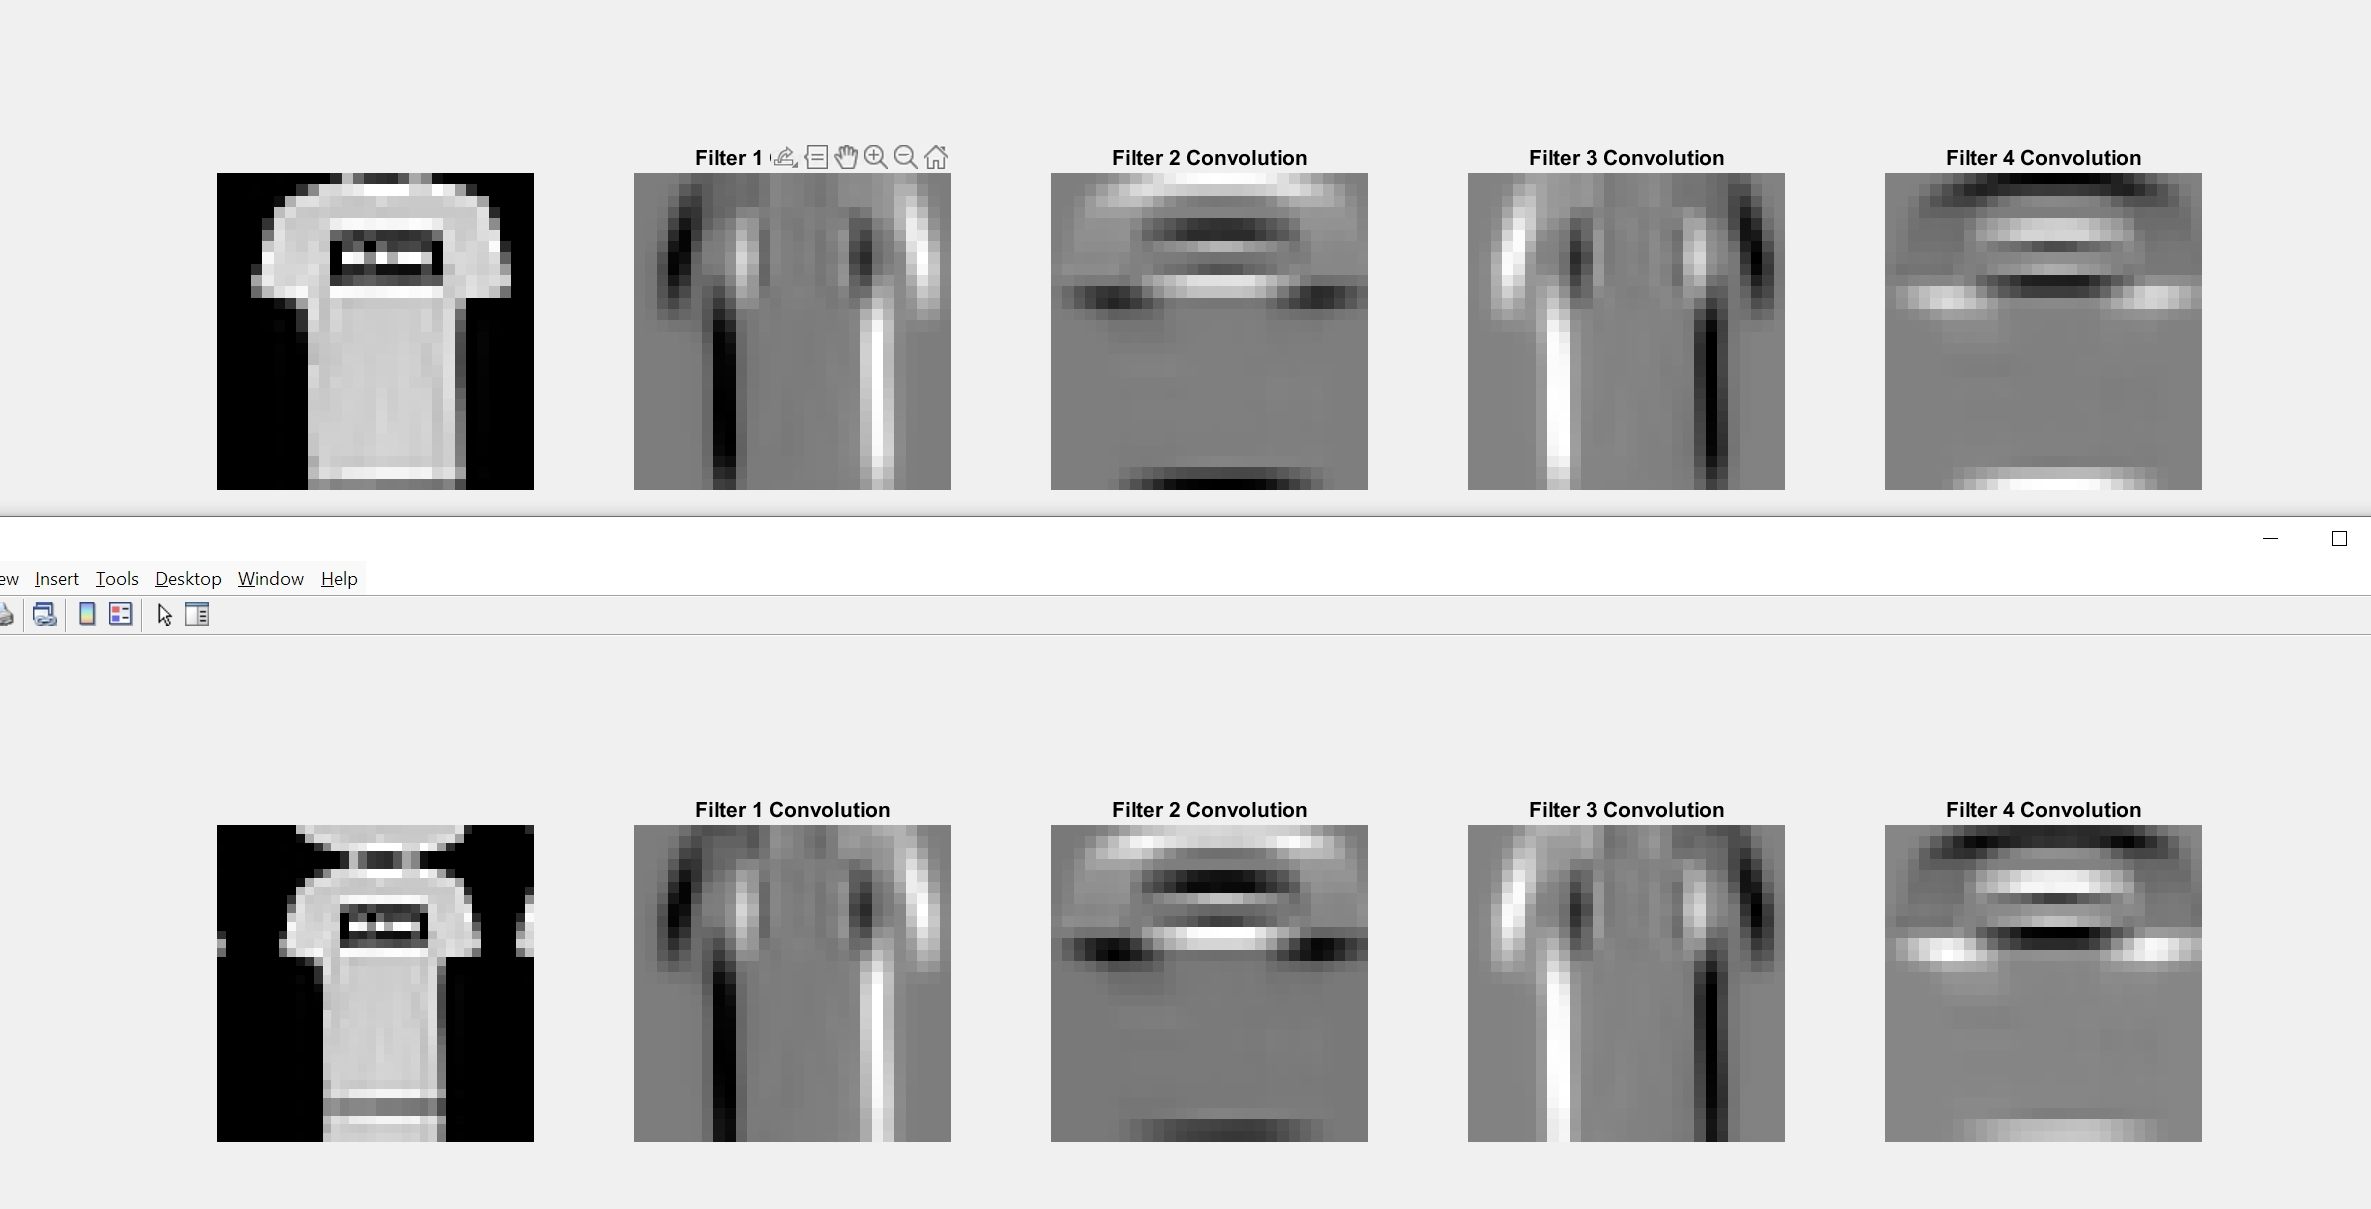 Filter 1
Filter 2 Convolution
Filter 3 Convolution
Filter 4 Convolution
ew Insert Tools Desktop Window Help
Filter 1 Convolution
Filter 2 Convolution
Filter 3 Convolution
Filter 4 Convolution